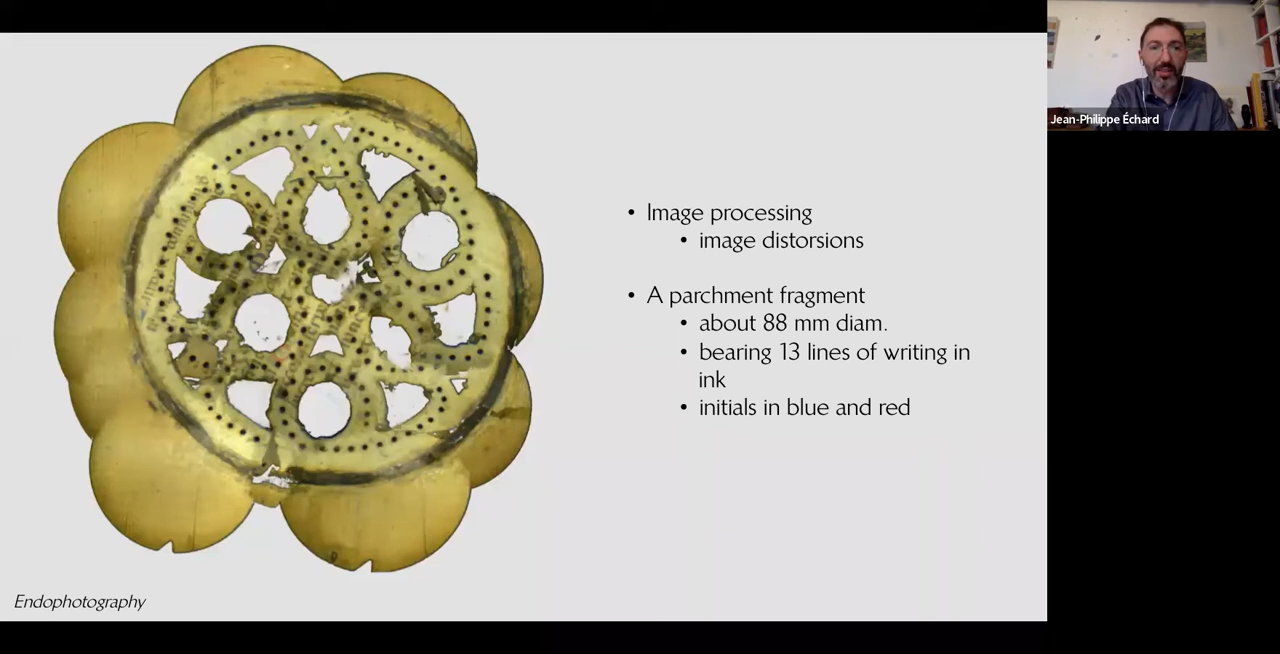 Jean-Philippe Échard
• Image processing
• image distorsions
• A parchment fragment
• about 88 mm diam.
• bearing 13 lines of writing in
ink
• initials in blue and red
Endophotography